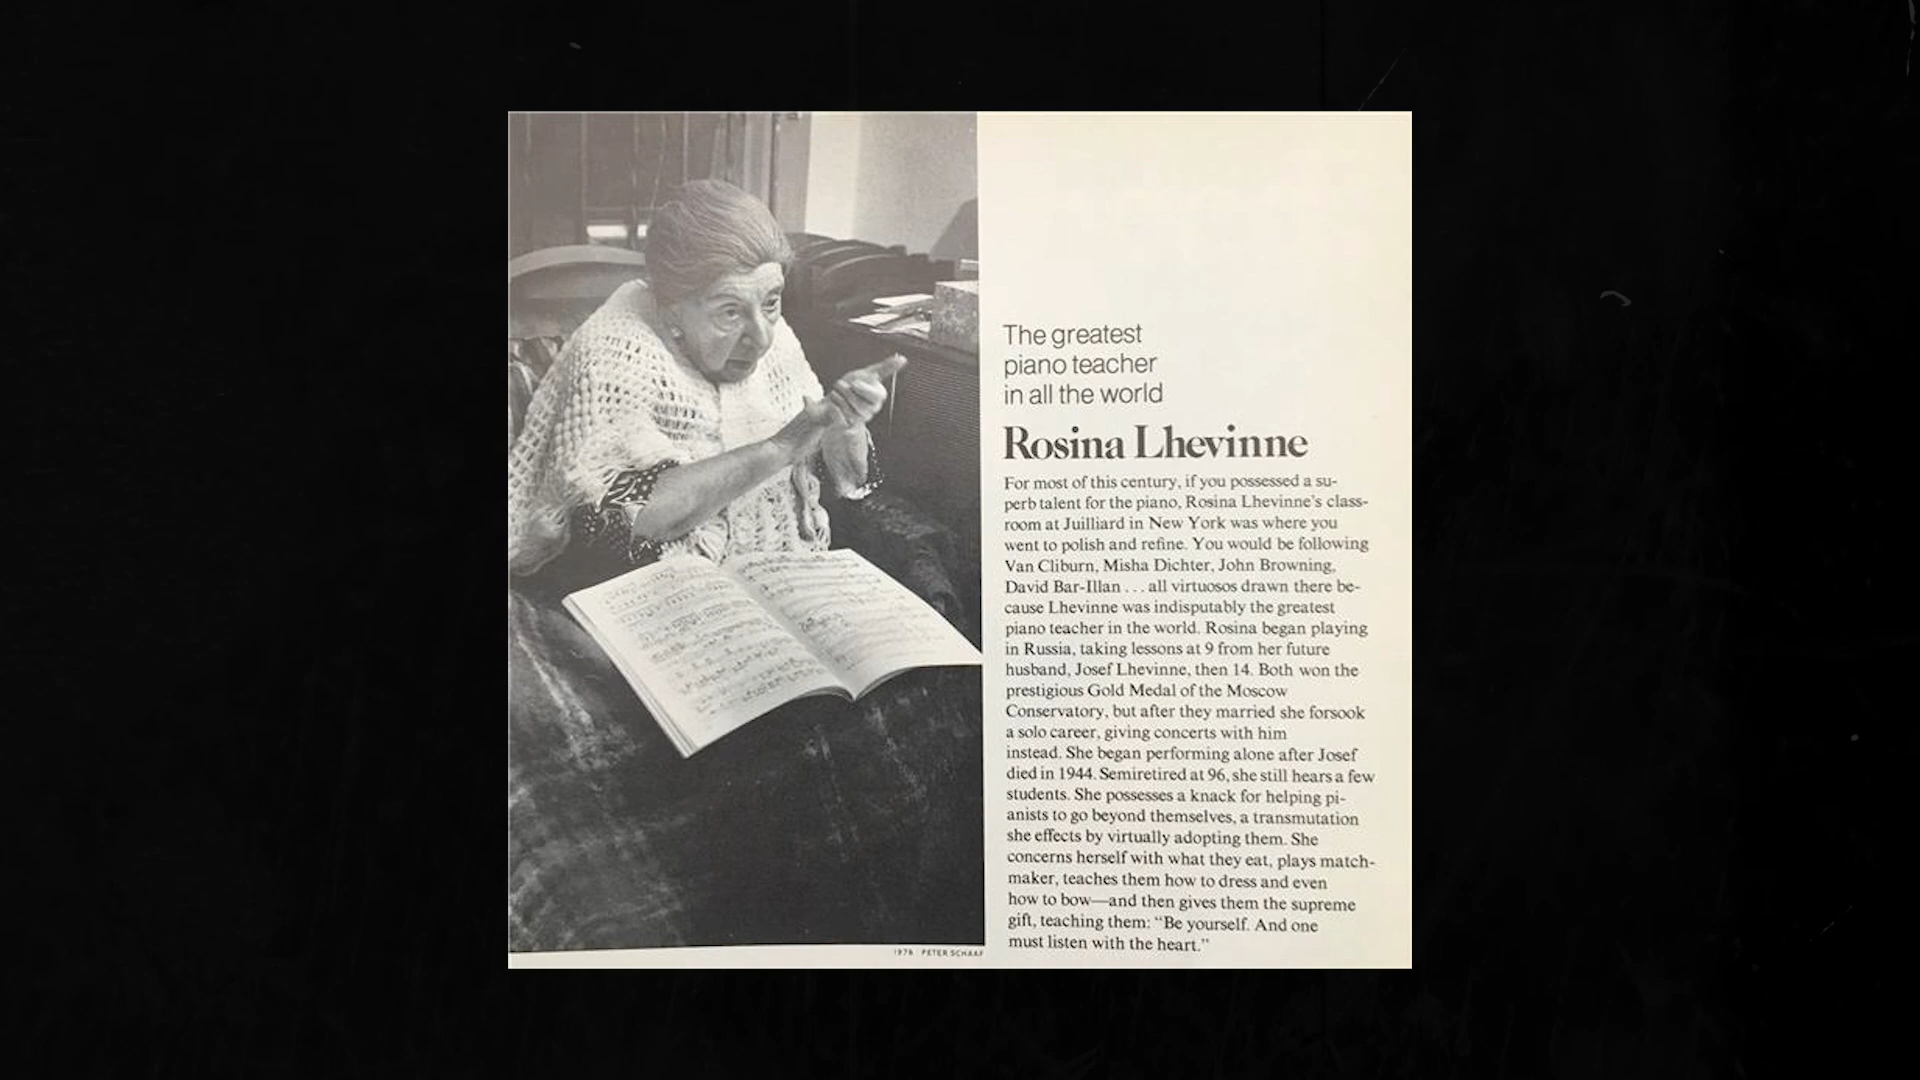 The greatest
piano teacher
in all the world
Rosina Lhevinne
For most of this century, if you possessed a su-
perb talent for the piano, Rosina Lhevinne's class-
room at Juilliard in New York was where you
went to polish and refine. You would be following
Van Cliburn, Misha Dichter, John Browning,
David Bar-Illan . . . all virtuosos drawn there be-
cause Lhevinne was indisputably the greatest
piano teacher in the world. Rosina began playing
in Russia, taking lessons at 9 from her future
husband, Josef Lhevinne, then 14. Both won the
prestigious Gold Medal of the Moscow
Conservatory, but after they married she forsook
a solo career, giving concerts with him
instead. She began performing alone after Josef
died in 1944. Semiretired at 96, she still hears a few
students. She possesses a knack for helping pi-
anists to go beyond themselves, a transmutation
she effects by virtually adopting them. She
concerns herself with what they eat, plays match-
maker, teaches them how to dress and even
how to bow—and then gives them the supreme
gift, teaching them: "Be yourself. And one
must listen with the heart."
1976 PETER SCHAAF